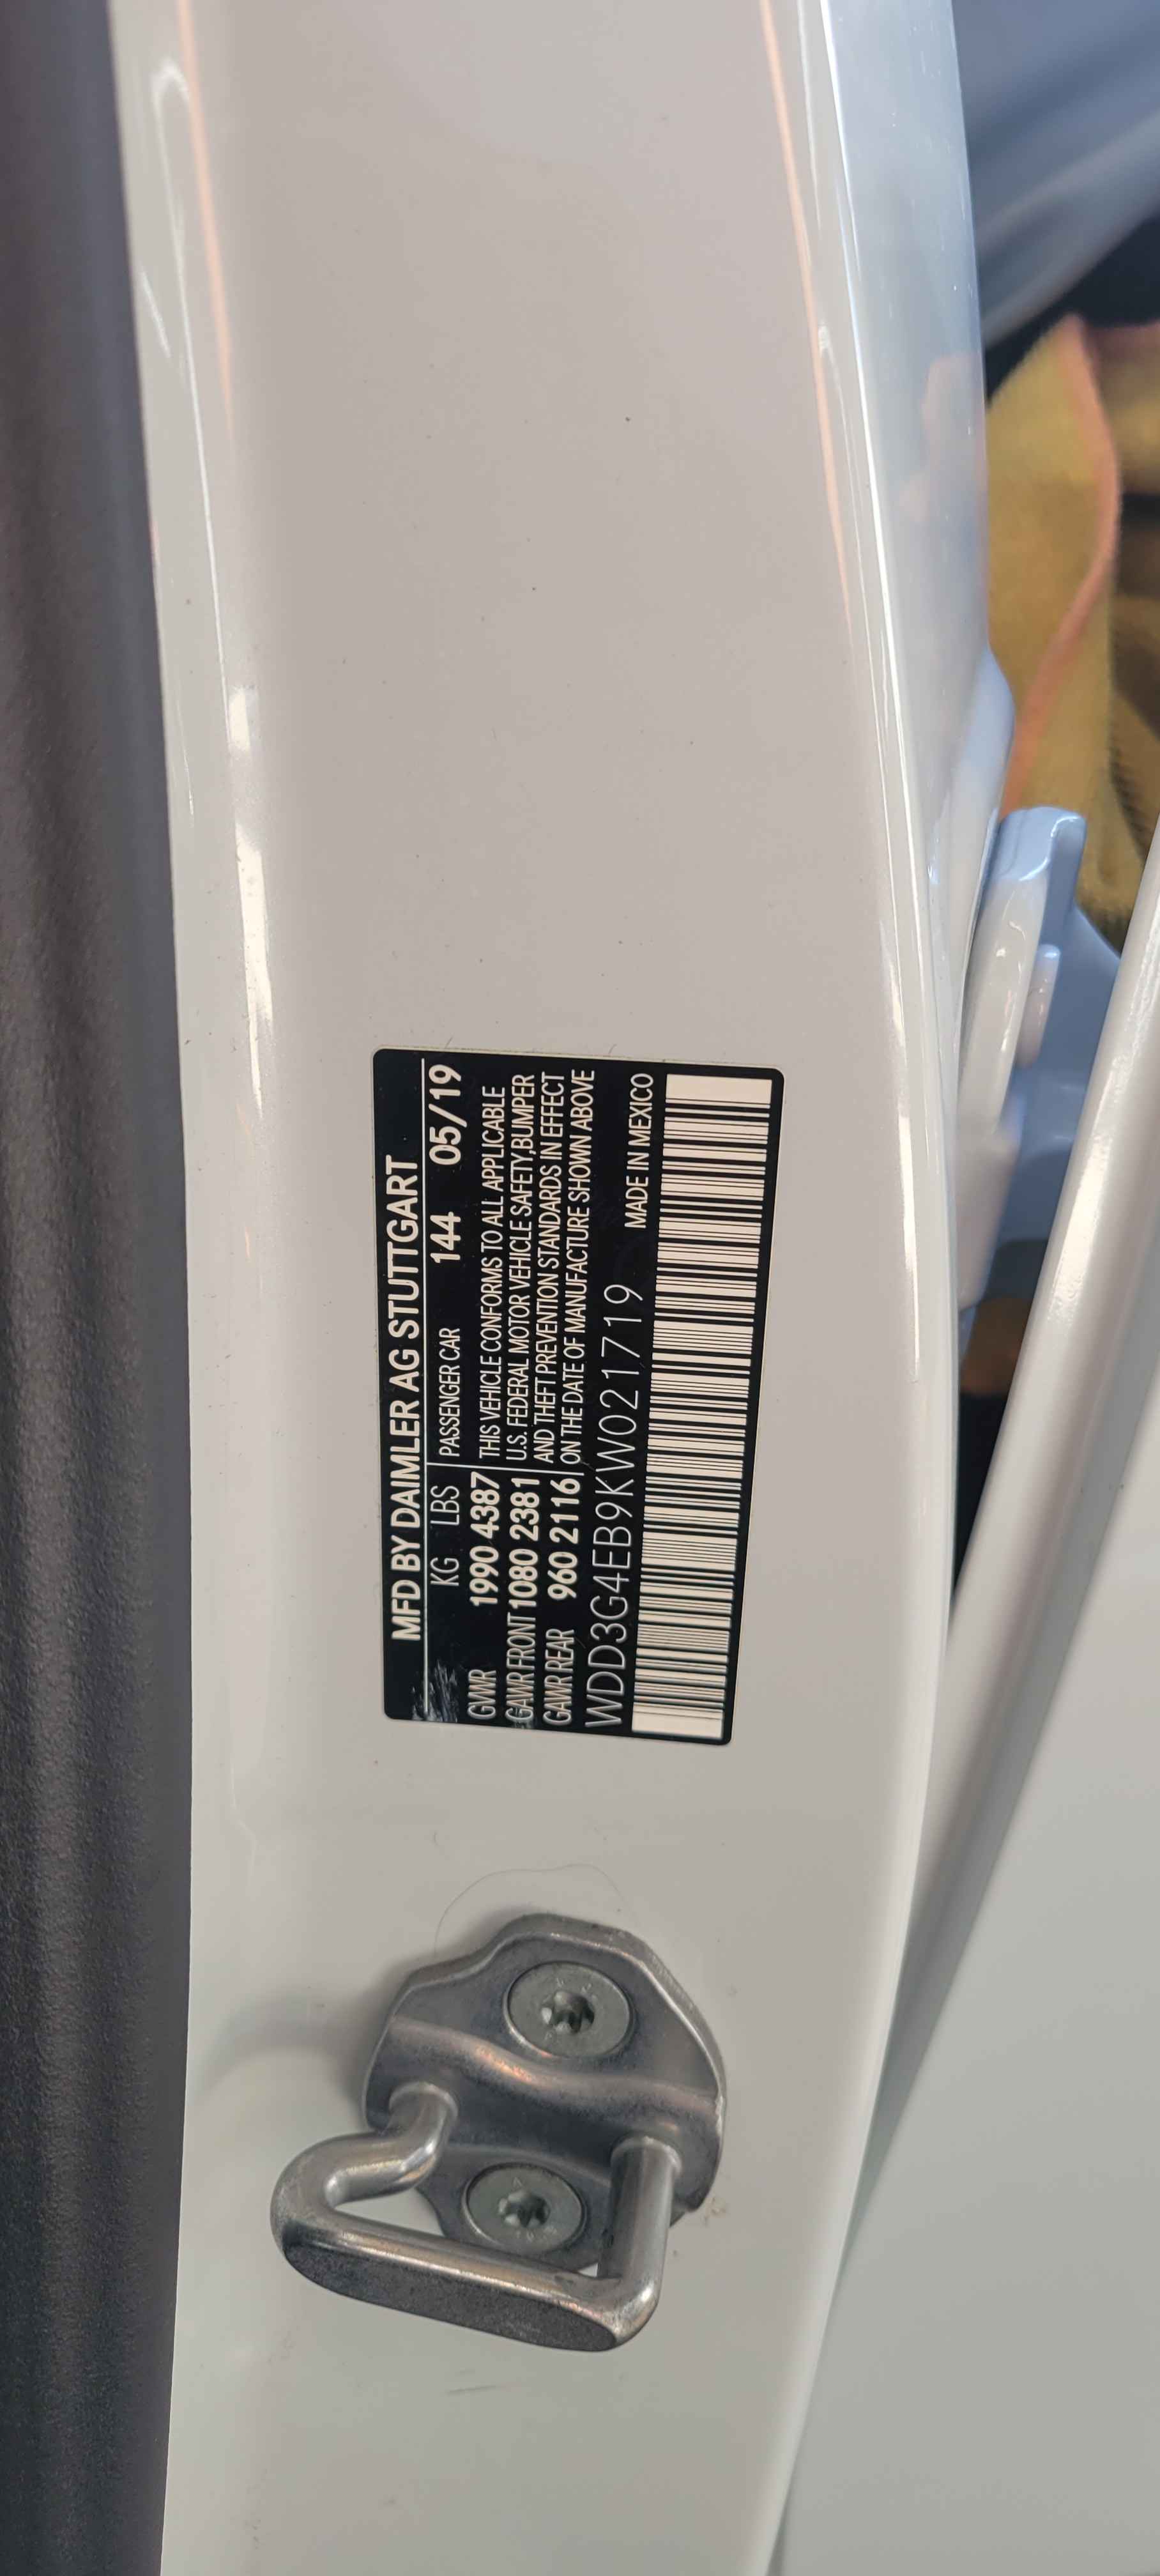 MFD BY DAIMLER AG STUTTGART
KG LBS PASSENGER CAR 144 05/19
GVWR 1990 4387 THIS VEHICLE CONFORMS TO ALL APPLICABLE
U.S. FEDERAL MOTOR VEHICLE SAFETY,BUMPER
GAWR FRONT 1080 2381 AND THEFT PREVENTION STANDARDS IN EFFECT
GAWR REAR 960 2116 ON THE DATE OF MANUFACTURE SHOWN ABOVE
WDD3G4EB9KW021719 MADE IN MEXICO